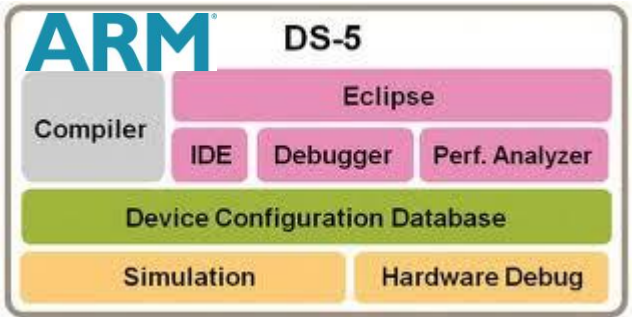 ARM® DS-5
Eclipse
Compiler
IDE Debugger Perf. Analyzer
Device Configuration Database
Simulation Hardware Debug